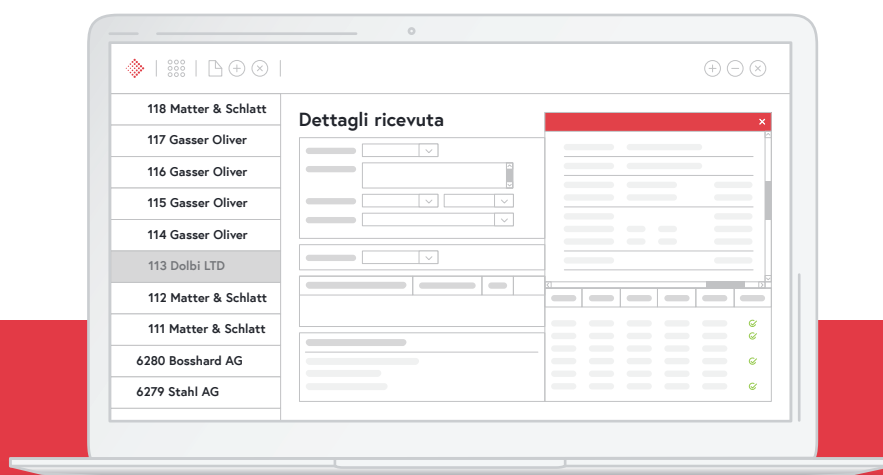 118 Matter & Schlatt
117 Gasser Oliver
116 Gasser Oliver
115 Gasser Oliver
114 Gasser Oliver
113 Dolbi LTD
112 Matter & Schlatt
111 Matter & Schlatt
6280 Bosshard AG
6279 Stahl AG
Dettagli ricevuta